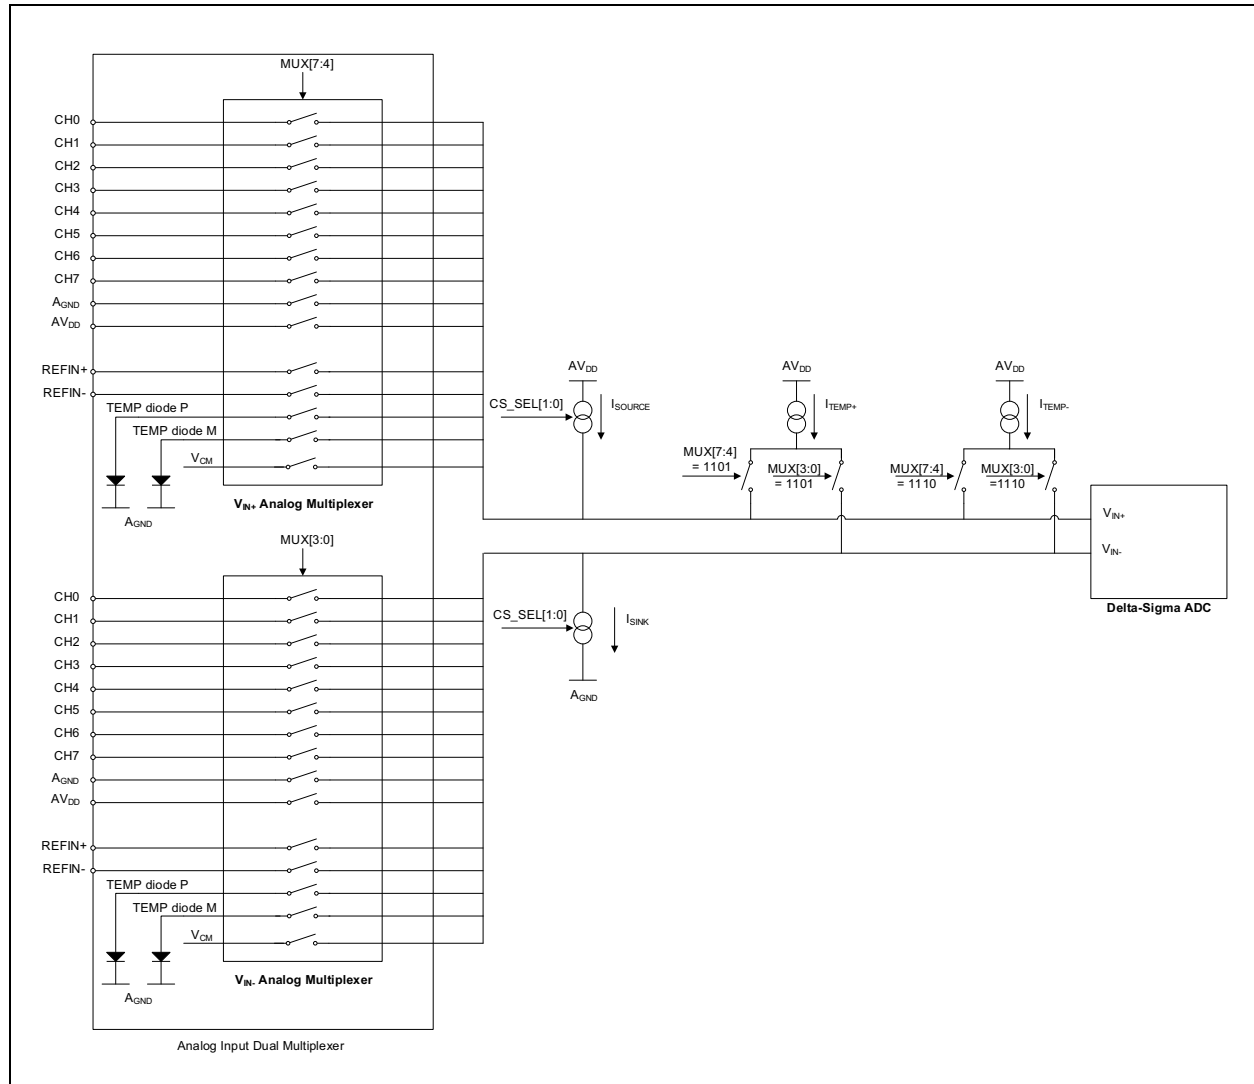 MUX[7:4]
CH0
CH1
CH2
CH3
CH4
CH5
CH6
CH7
AGND
AVDD
REFIN+
REFIN-
TEMP diode P
TEMP diode M
VCM
AGND
VIN+ Analog Multiplexer
AVDD
CS_SEL[1:0]
ISOURCE
AVDD
ITEMP+
MUX[7:4]
= 1101
MUX[3:0]
= 1101
AVDD
ITEMP-
MUX[7:4]
= 1110
MUX[3:0]
=1110
VIN+
VIN-
Delta-Sigma ADC
MUX[3:0]
CH0
CH1
CH2
CH3
CH4
CH5
CH6
CH7
AGND
AVDD
REFIN+
REFIN-
TEMP diode P
TEMP diode M
VCM
AGND
VIN- Analog Multiplexer
CS_SEL[1:0]
ISINK
AGND
Analog Input Dual Multiplexer